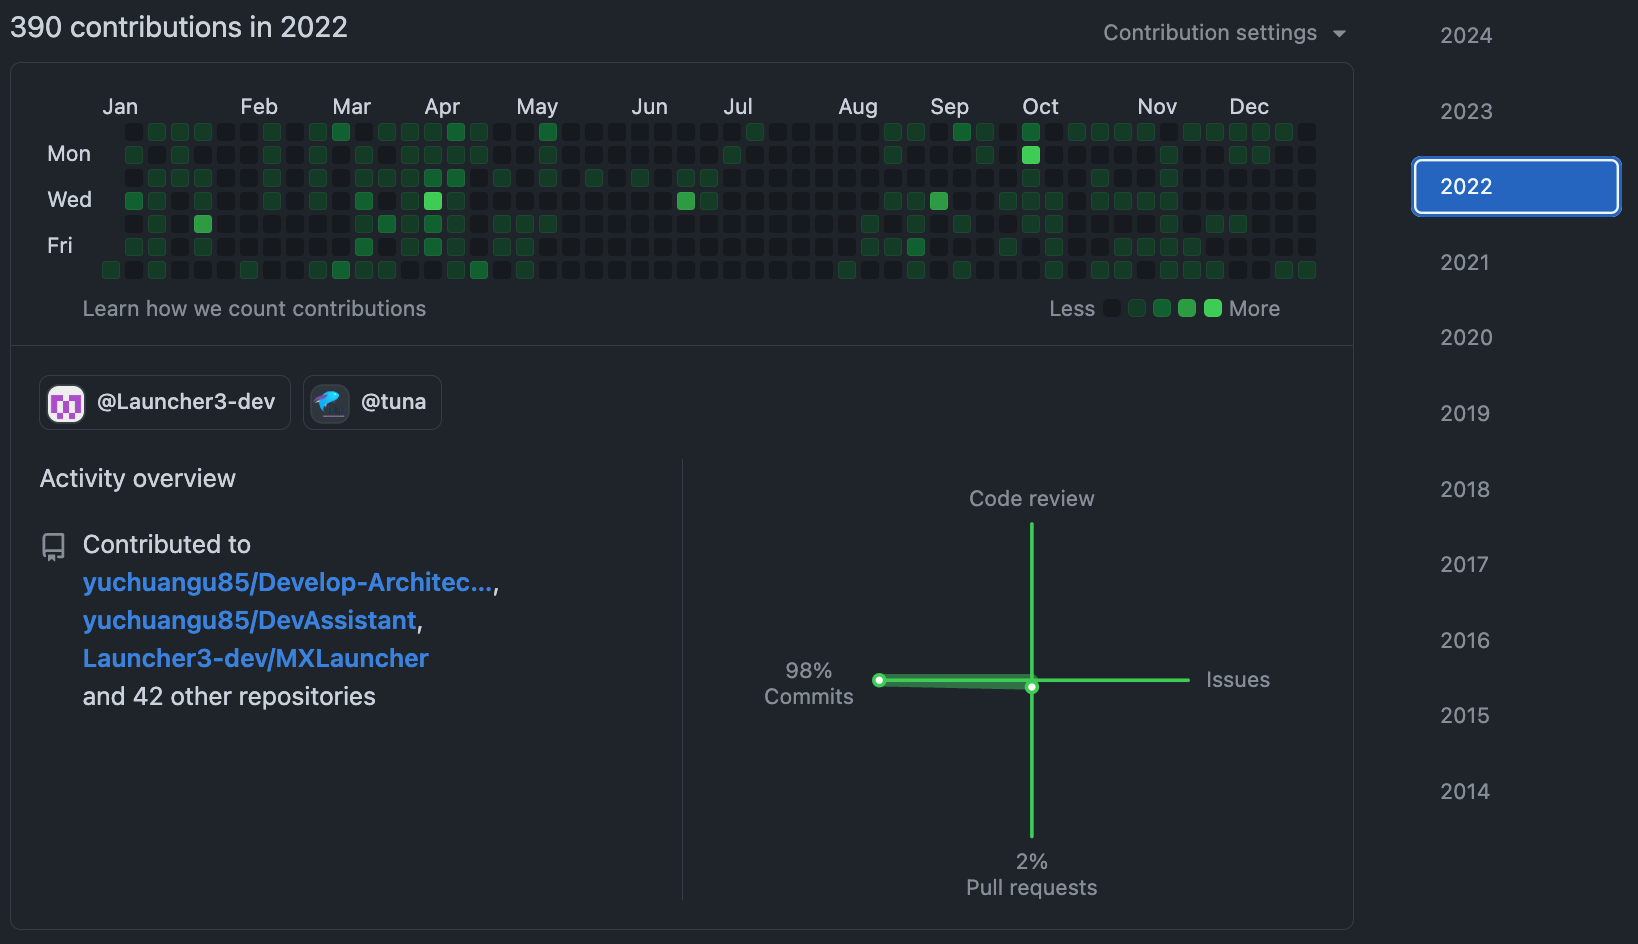 390 contributions in 2022
Contribution settings
Jan Feb Mar Apr May Jun Jul Aug Sep Oct Nov Dec
Mon
Wed
Fri
Learn how we count contributions
Less More
@Launcher3-dev @tuna
Activity overview
Contributed to
yuchuangu85/Develop-Architec...,
yuchuangu85/DevAssistant,
Launcher3-dev/MXLauncher
and 42 other repositories
Code review
98%
Commits
Issues
2%
Pull requests
2024
2023
2022
2021
2020
2019
2018
2017
2016
2015
2014